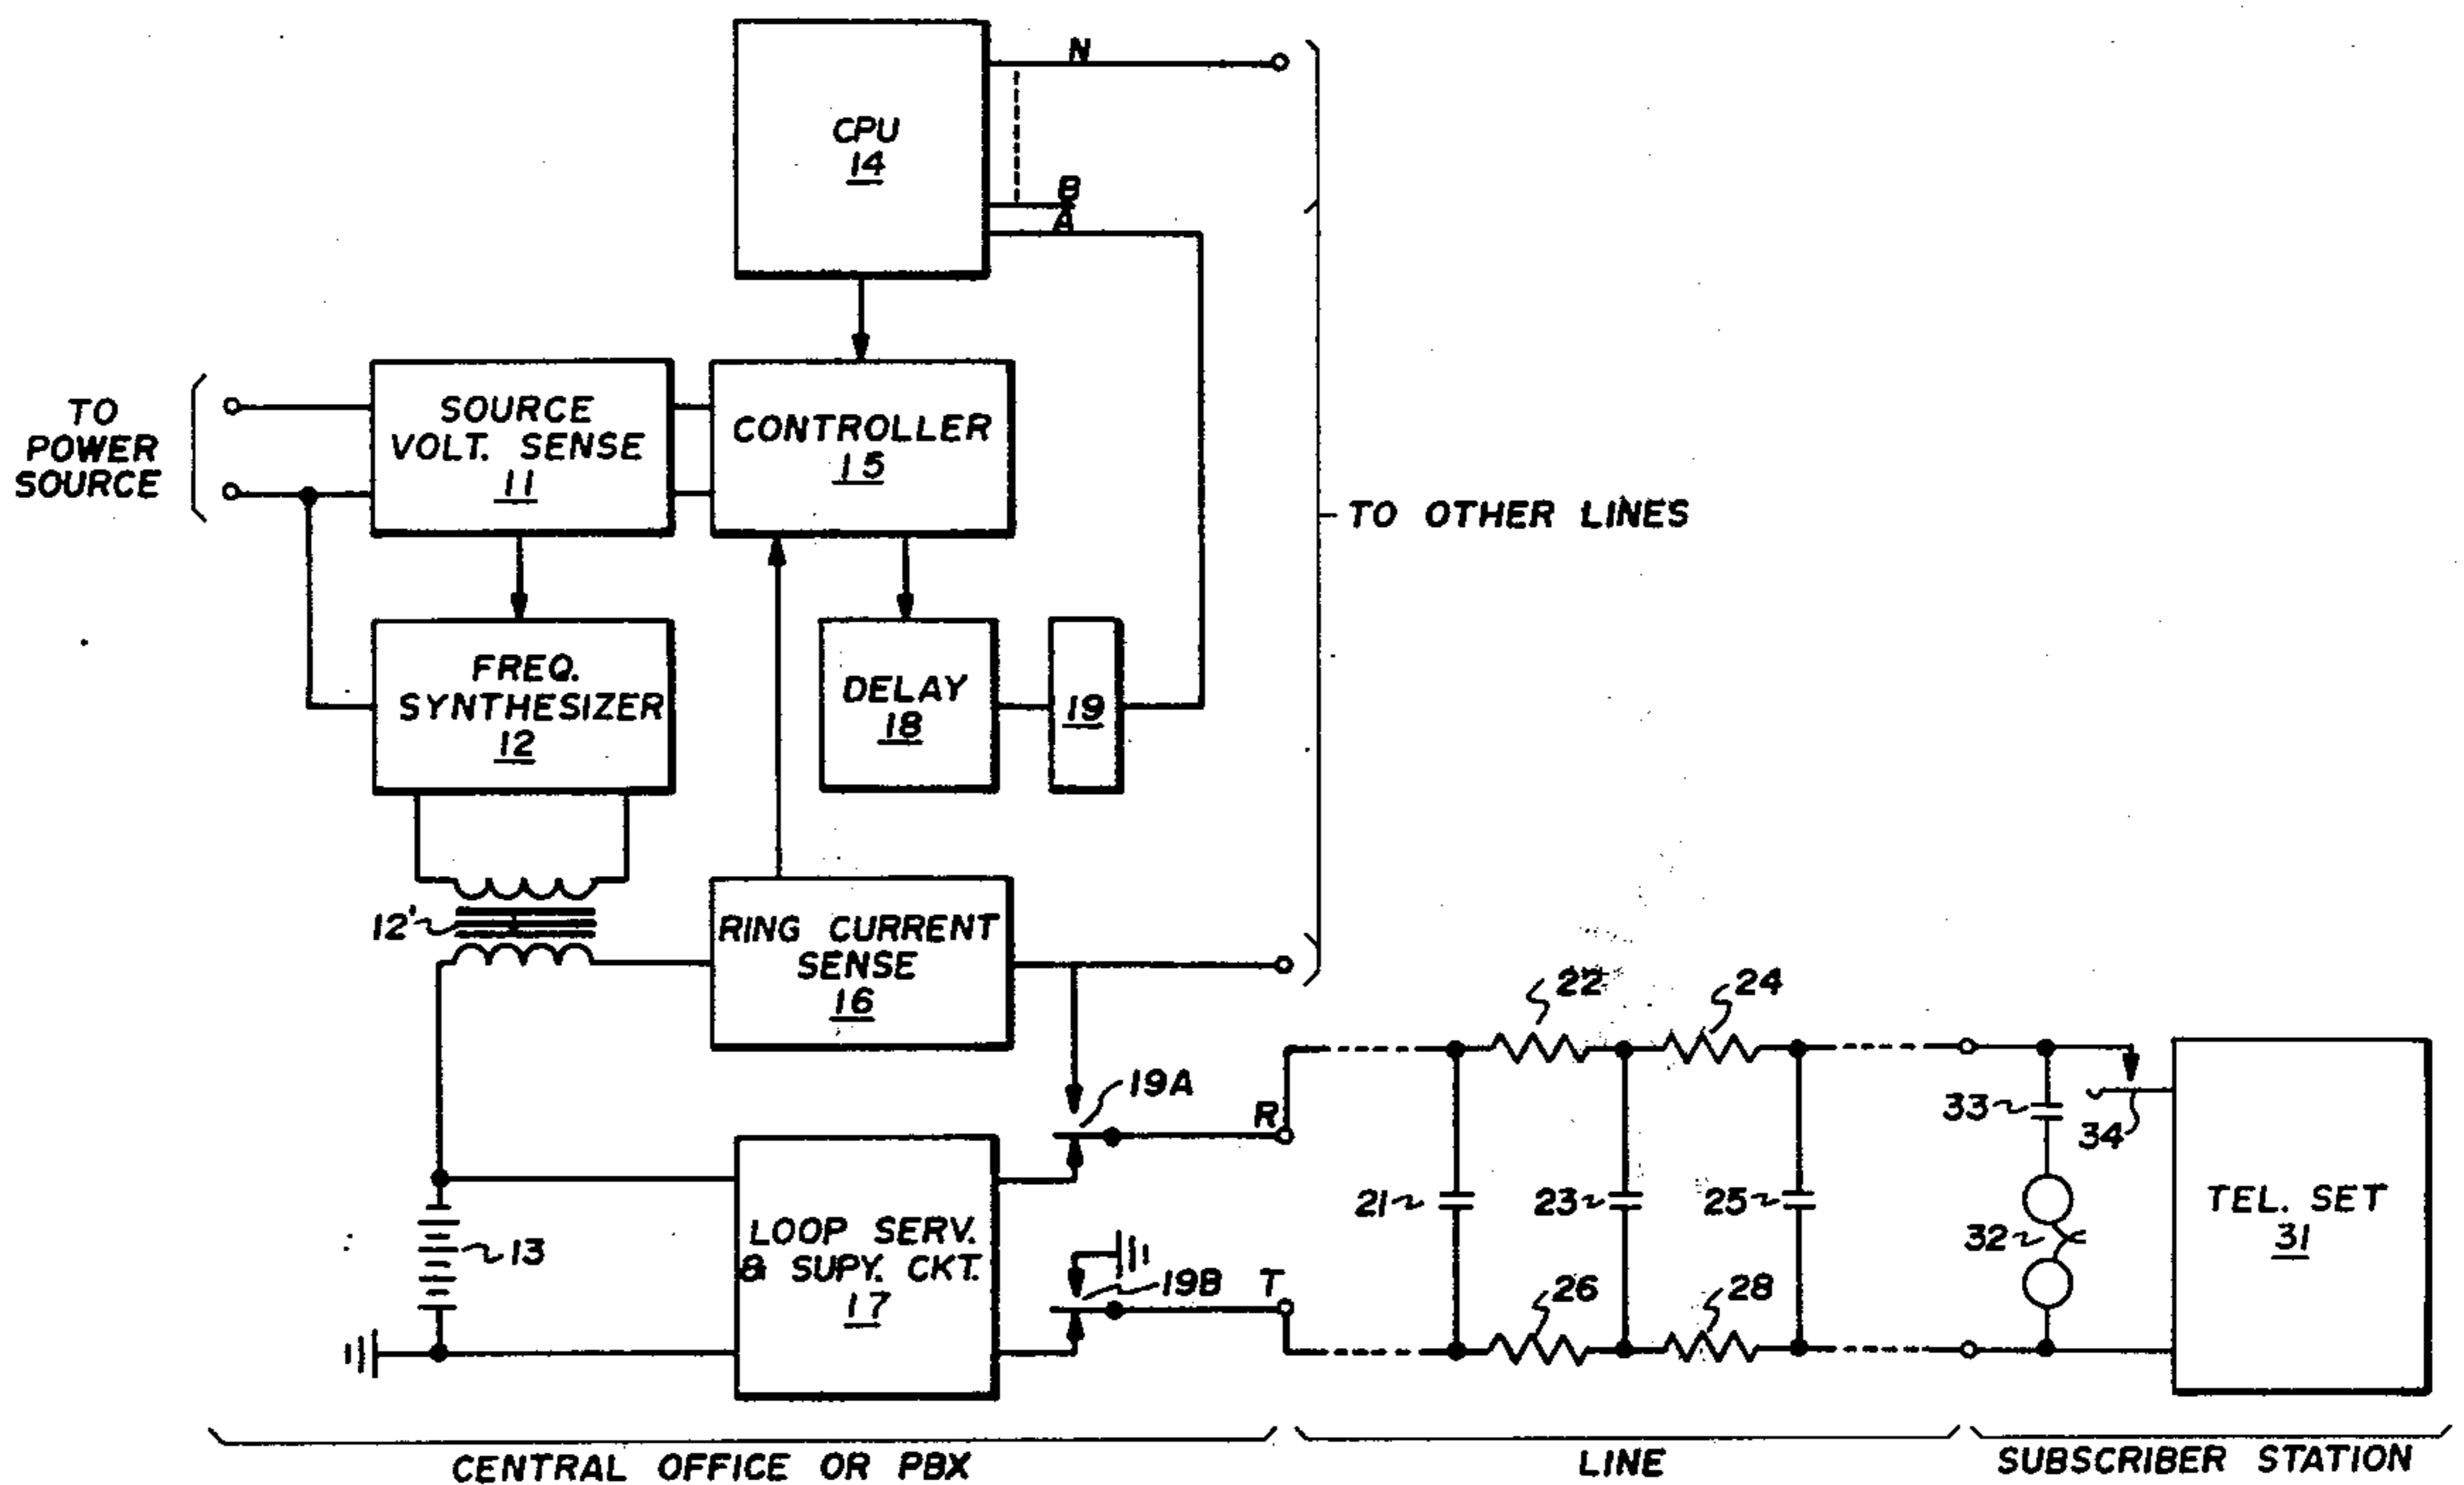 N
CPU
14
B
A
TO
POWER
SOURCE
SOURCE
VOLT. SENSE
11
CONTROLLER
15
TO OTHER LINES
FREQ.
SYNTHESIZER
12
DELAY
18
19
12'
RING CURRENT
SENSE
16
22
24
19A
R
33
34
21
23
25
TEL. SET
31
32
13
LOOP SERV.
& SUPY. CKT.
17
19B
T
26
28
CENTRAL OFFICE OR PBX
LINE
SUBSCRIBER STATION